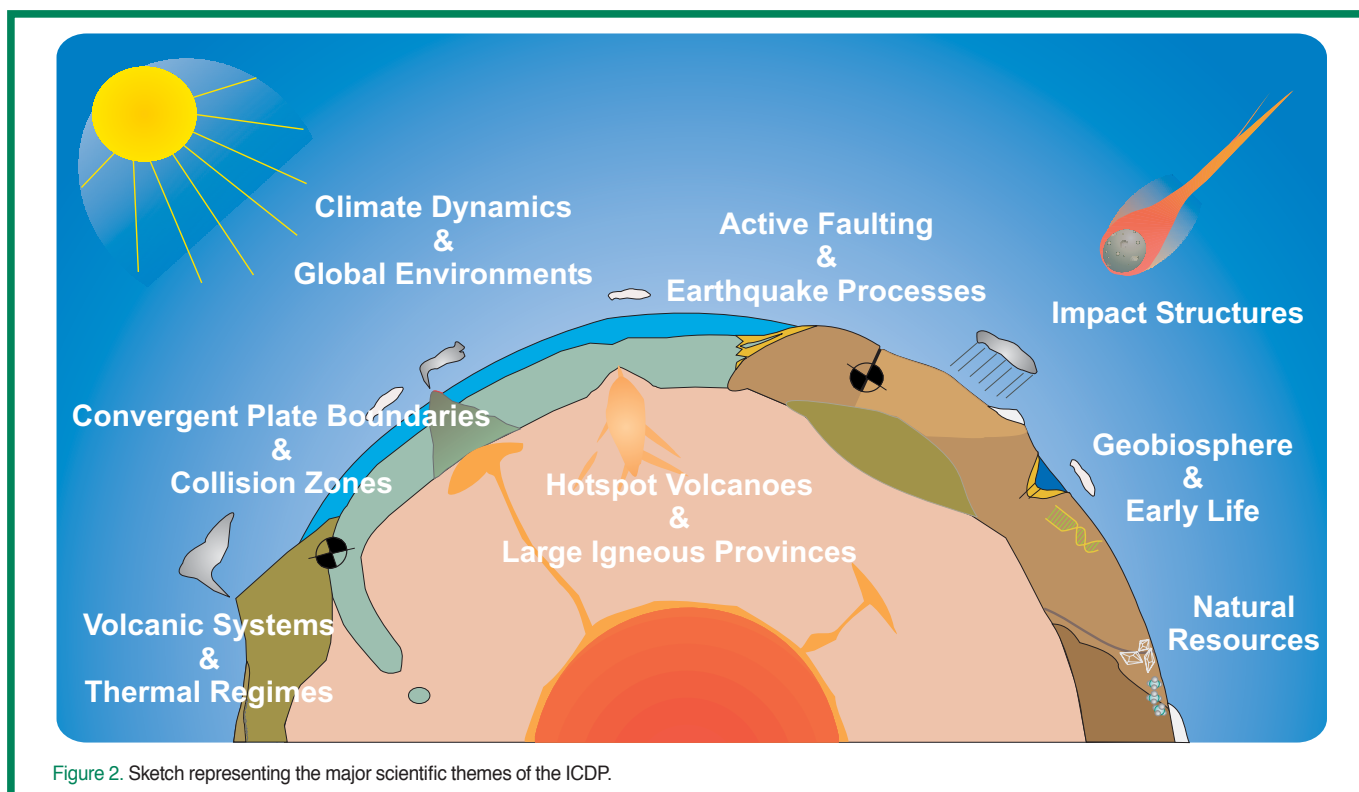 Climate Dynamics
&
Global Environments
Active Faulting
&
Earthquake Processes
Impact Structures
Convergent Plate Boundaries
&
Collision Zones
Hotspot Volcanoes
&
Large Igneous Provinces
Geobiosphere
&
Early Life
Volcanic Systems
&
Thermal Regimes
Natural
Resources
Figure 2. Sketch representing the major scientific themes of the ICDP.